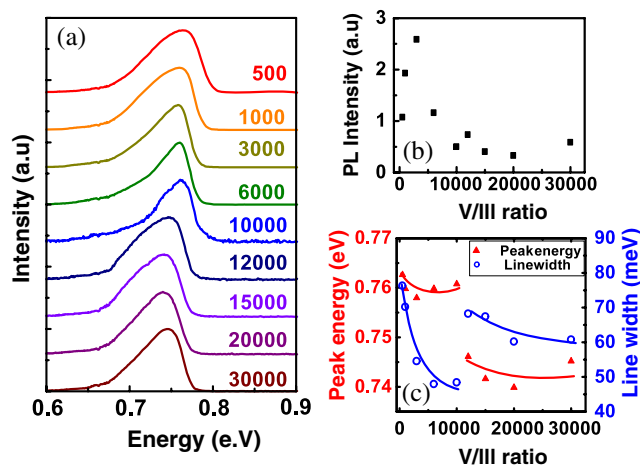 (a)
500
1000
3000
6000
10000
12000
15000
20000
30000
Intensity (a.u)
0.6 0.7 0.8 0.9
Energy (e.V)
(b)
PL Intensity (a.u)
3
2
1
0
0 10000 20000 30000
V/III ratio
Peak energy (eV)
0.77
0.76
0.75
0.74
Peakenergy
Linewidth
90
80
70
60
50
40
Line width (meV)
(c)
0 10000 20000 30000
V/III ratio